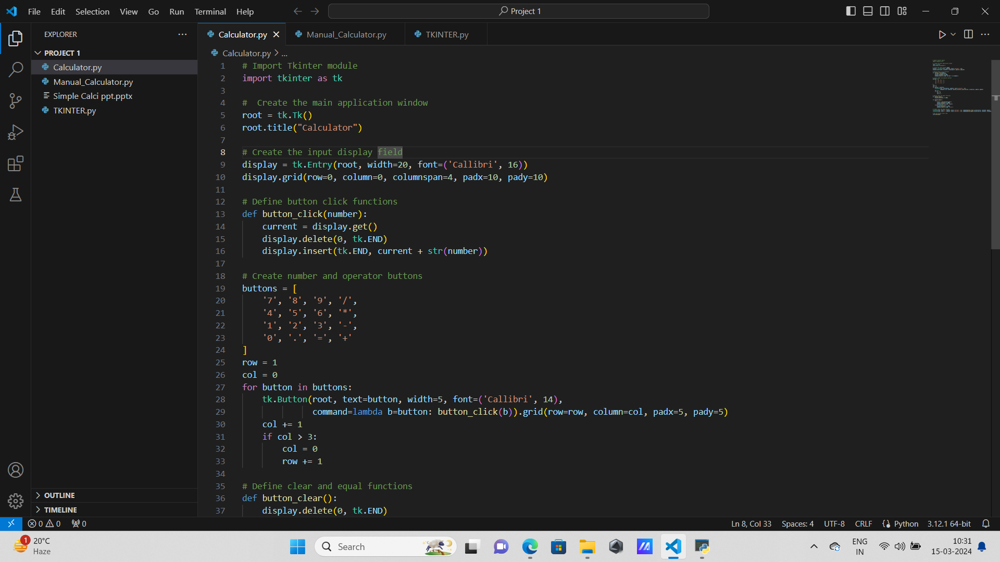 File Edit Selection View Go Run Terminal Help
Project 1
EXPLORER
PROJECT 1
Calculator.py
Manual_Calculator.py
Simple Calci ppt.pptx
TKINTER.py
OUTLINE
TIMELINE
Calculator.py Manual_Calculator.py TKINTER.py
Calculator.py > ...
1 # Import Tkinter module
2 import tkinter as tk
3
4 #  Create the main application window
5 root = tk.Tk()
6 root.title("Calculator")
7
8 # Create the input display field
9 display = tk.Entry(root, width=20, font=('Callibri', 16))
10 display.grid(row=0, column=0, columnspan=4, padx=10, pady=10)
11
12 # Define button click functions
13 def button_click(number):
14     current = display.get()
15     display.delete(0, tk.END)
16     display.insert(tk.END, current + str(number))
17
18 # Create number and operator buttons
19 buttons = [
20     '7', '8', '9', '/',
21     '4', '5', '6', '*',
22     '1', '2', '3', '-',
23     '0', '.', '=', '+'
24 ]
25 row = 1
26 col = 0
27 for button in buttons:
28     tk.Button(root, text=button, width=5, font=('Callibri', 14),
29               command=lambda b=button: button_click(b)).grid(row=row, column=col, padx=5, pady=5)
30     col += 1
31     if col > 3:
32         col = 0
33         row += 1
34
35 # Define clear and equal functions
36 def button_clear():
37     display.delete(0, tk.END)
0 0 0 Ln 8, Col 33 Spaces: 4 UTF-8 CRLF Python 3.12.1 64-bit
1 20°C
Haze
Search
ENG
IN
10:31
15-03-2024